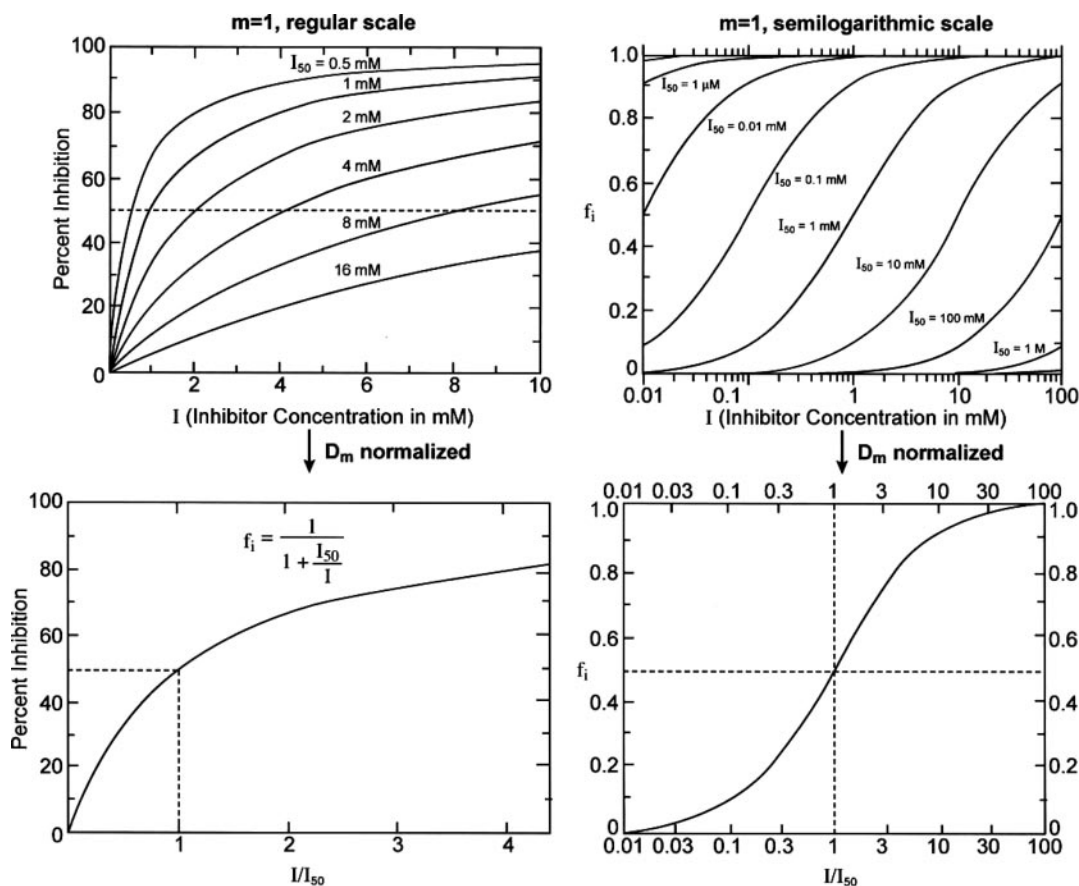 m=1, regular scale
100
80
60
40
20
0
Percent Inhibition
I₅₀ = 0.5 mM
1 mM
2 mM
4 mM
8 mM
16 mM
2
4
6
8
10
I (Inhibitor Concentration in mM)
m=1, semilogarithmic scale
1.0
0.8
0.6
0.4
0.2
0
fᵢ
I₅₀ = 1 µM
I₅₀ = 0.01 mM
I₅₀ = 0.1 mM
I₅₀ = 1 mM
I₅₀ = 10 mM
I₅₀ = 100 mM
I₅₀ = 1 M
0.01
0.1
1
10
100
I (Inhibitor Concentration in mM)
Dₘ normalized
100
80
60
40
20
0
Percent Inhibition
fᵢ = 1 / (1 + I₅₀/I)
1
2
3
4
I/I₅₀
Dₘ normalized
0.01 0.03 0.1 0.3 1 3 10 30 100
1.0
0.8
0.6
0.4
0.2
0
fᵢ
1.0
0.8
0.6
0.4
0.2
0
0.01 0.03 0.1 0.3 1 3 10 30 100
I/I₅₀